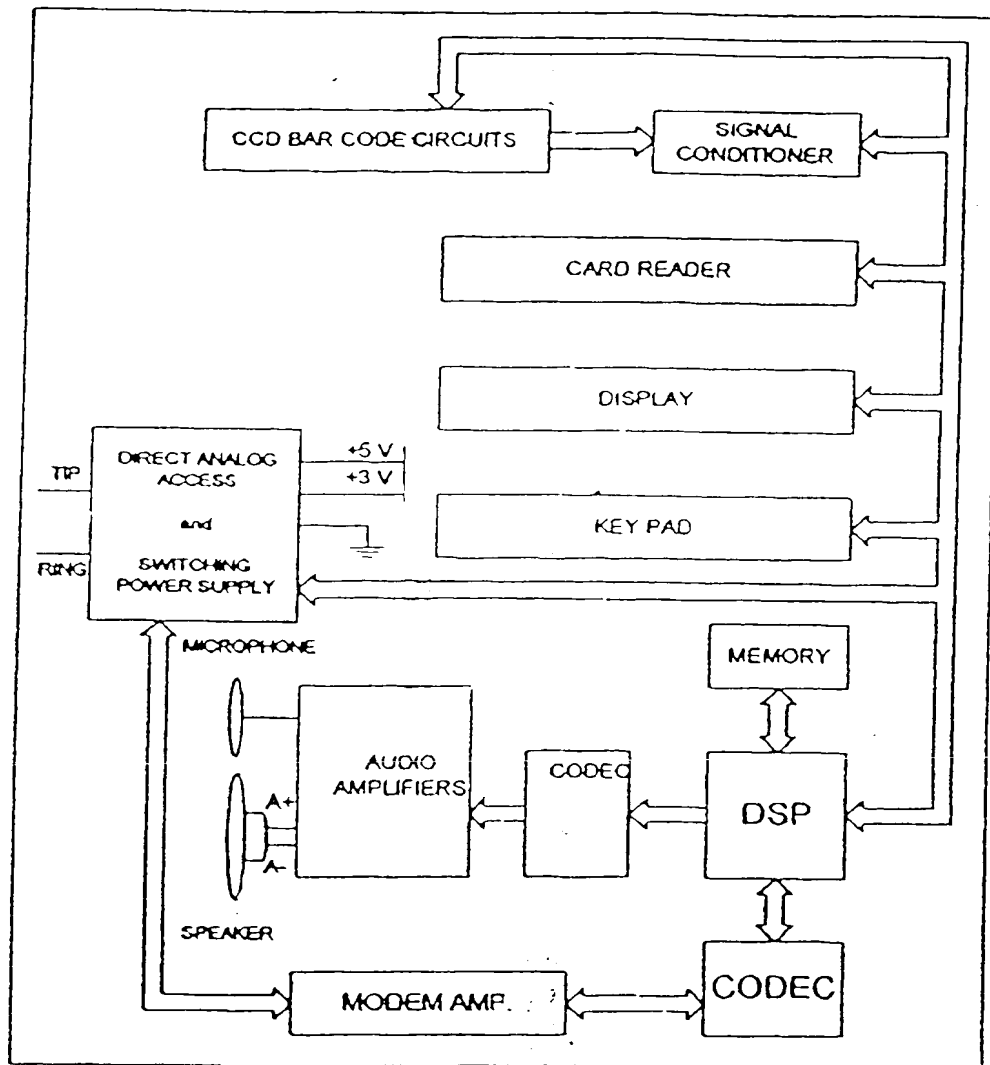 CCD BAR CODE CIRCUITS
SIGNAL
CONDITIONER
CARD READER
DISPLAY
DIRECT ANALOG
ACCESS
and
SWITCHING
POWER SUPPLY
+5 V
+3 V
TIP
RING
KEY PAD
MICROPHONE
MEMORY
AUDIO
AMPLIFIERS
CODEC
DSP
A+
A-
SPEAKER
MODEM AMP.
CODEC